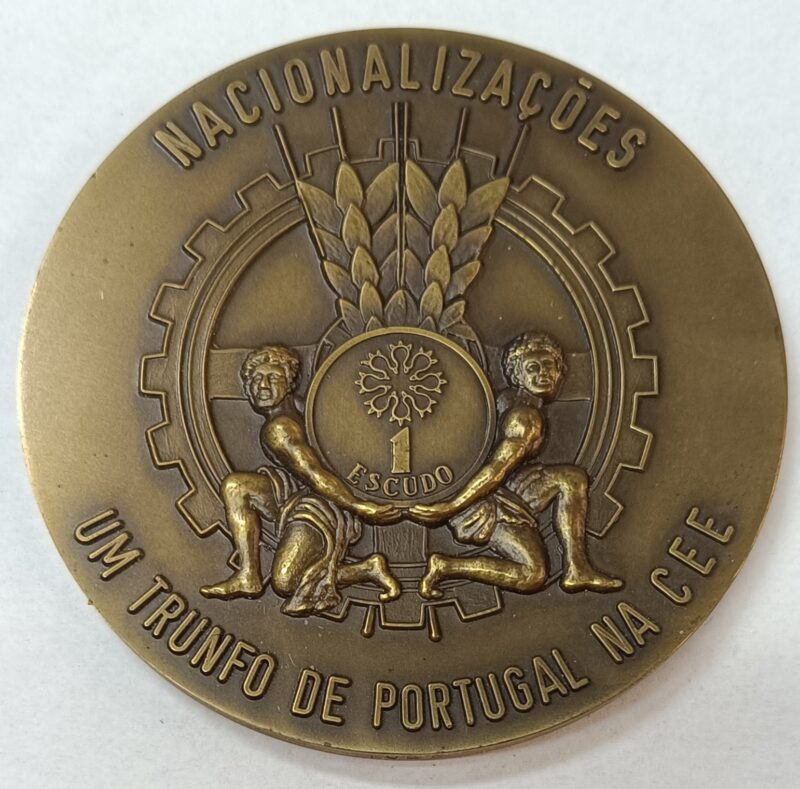 NACIONALIZAÇÕES
1
ESCUDO
UM TRUNFO DE PORTUGAL NA CEE